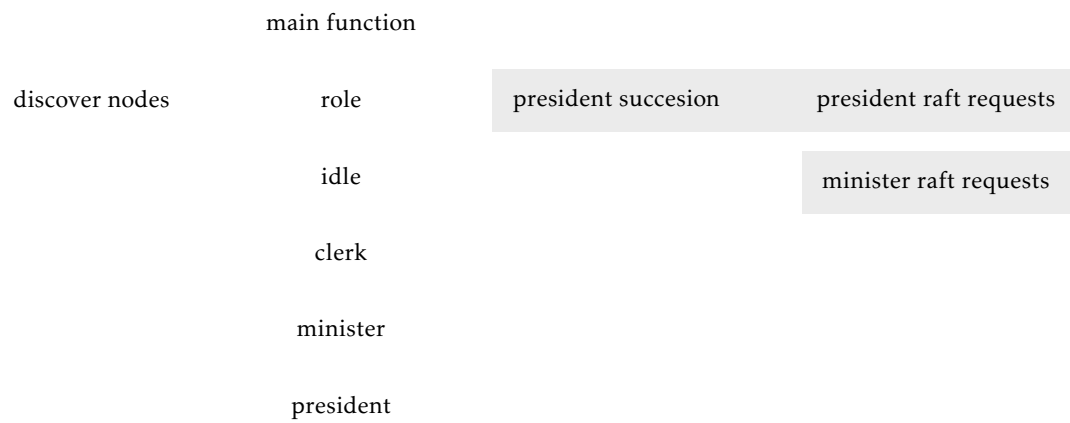 main function
discover nodes role president succesion president raft requests
idle minister raft requests
clerk
minister
president